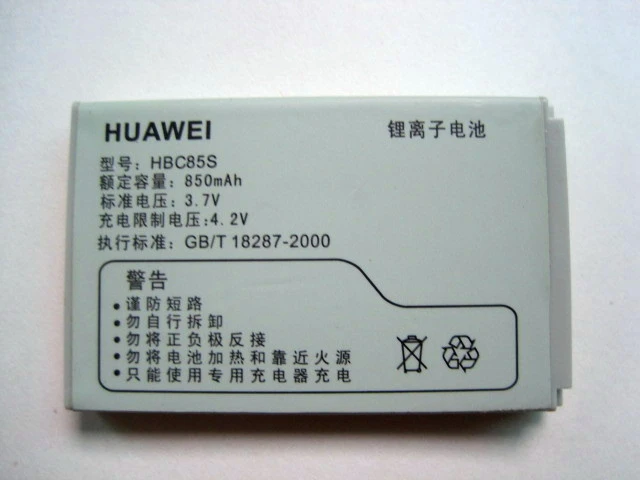 HUAWEI
锂离子电池
型号: HBC85S
额定容量: 850mAh
标准电压: 3.7V
充电限制电压:4.2V
执行标准: GB/T 18287-2000
警告
•谨防短路
•勿自行拆卸
•勿将正负极反接
•勿将电池加热和靠近火源
•只能使用专用充电器充电